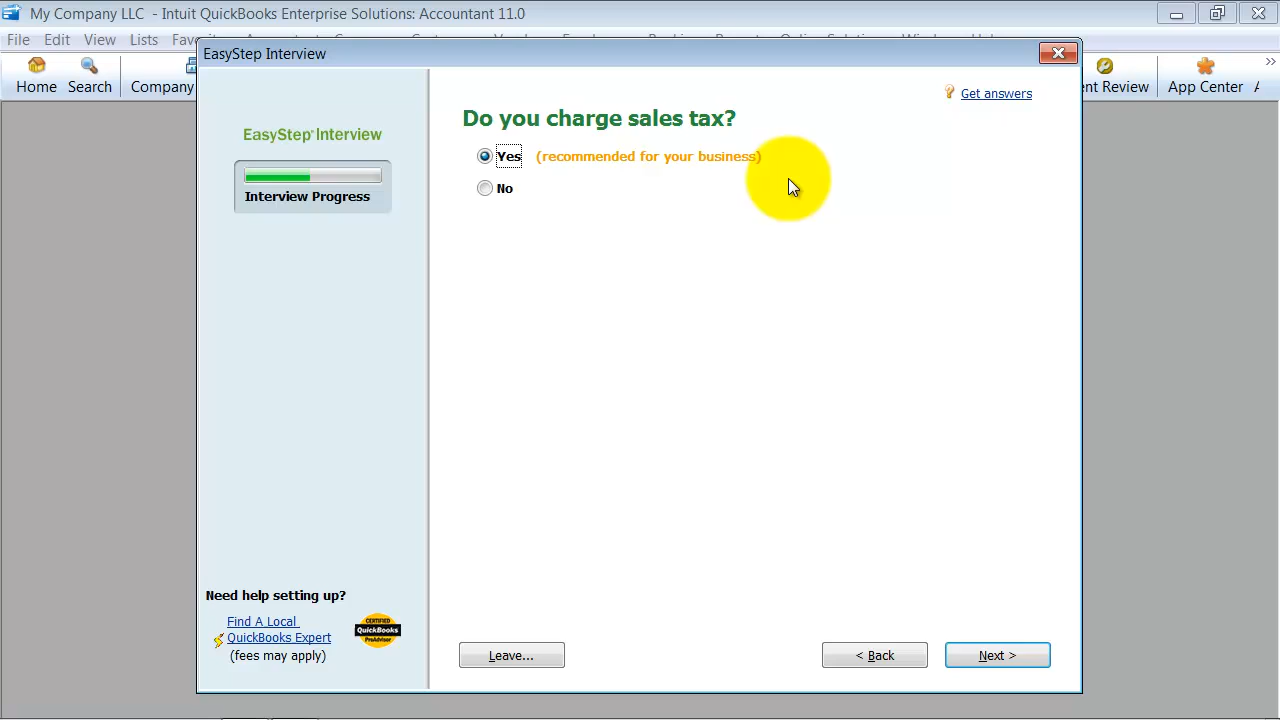 My Company LLC - Intuit QuickBooks Enterprise Solutions: Accountant 11.0
File Edit View Lists
EasyStep Interview
Home Search Company
nt Review App Center
Get answers
Do you charge sales tax?
EasyStep Interview
Yes (recommended for your business)
Interview Progress
No
Need help setting up?
Find A Local
QuickBooks Expert
(fees may apply)
CERTIFIED
QuickBooks
ProAdvisor
Leave...
< Back
Next >